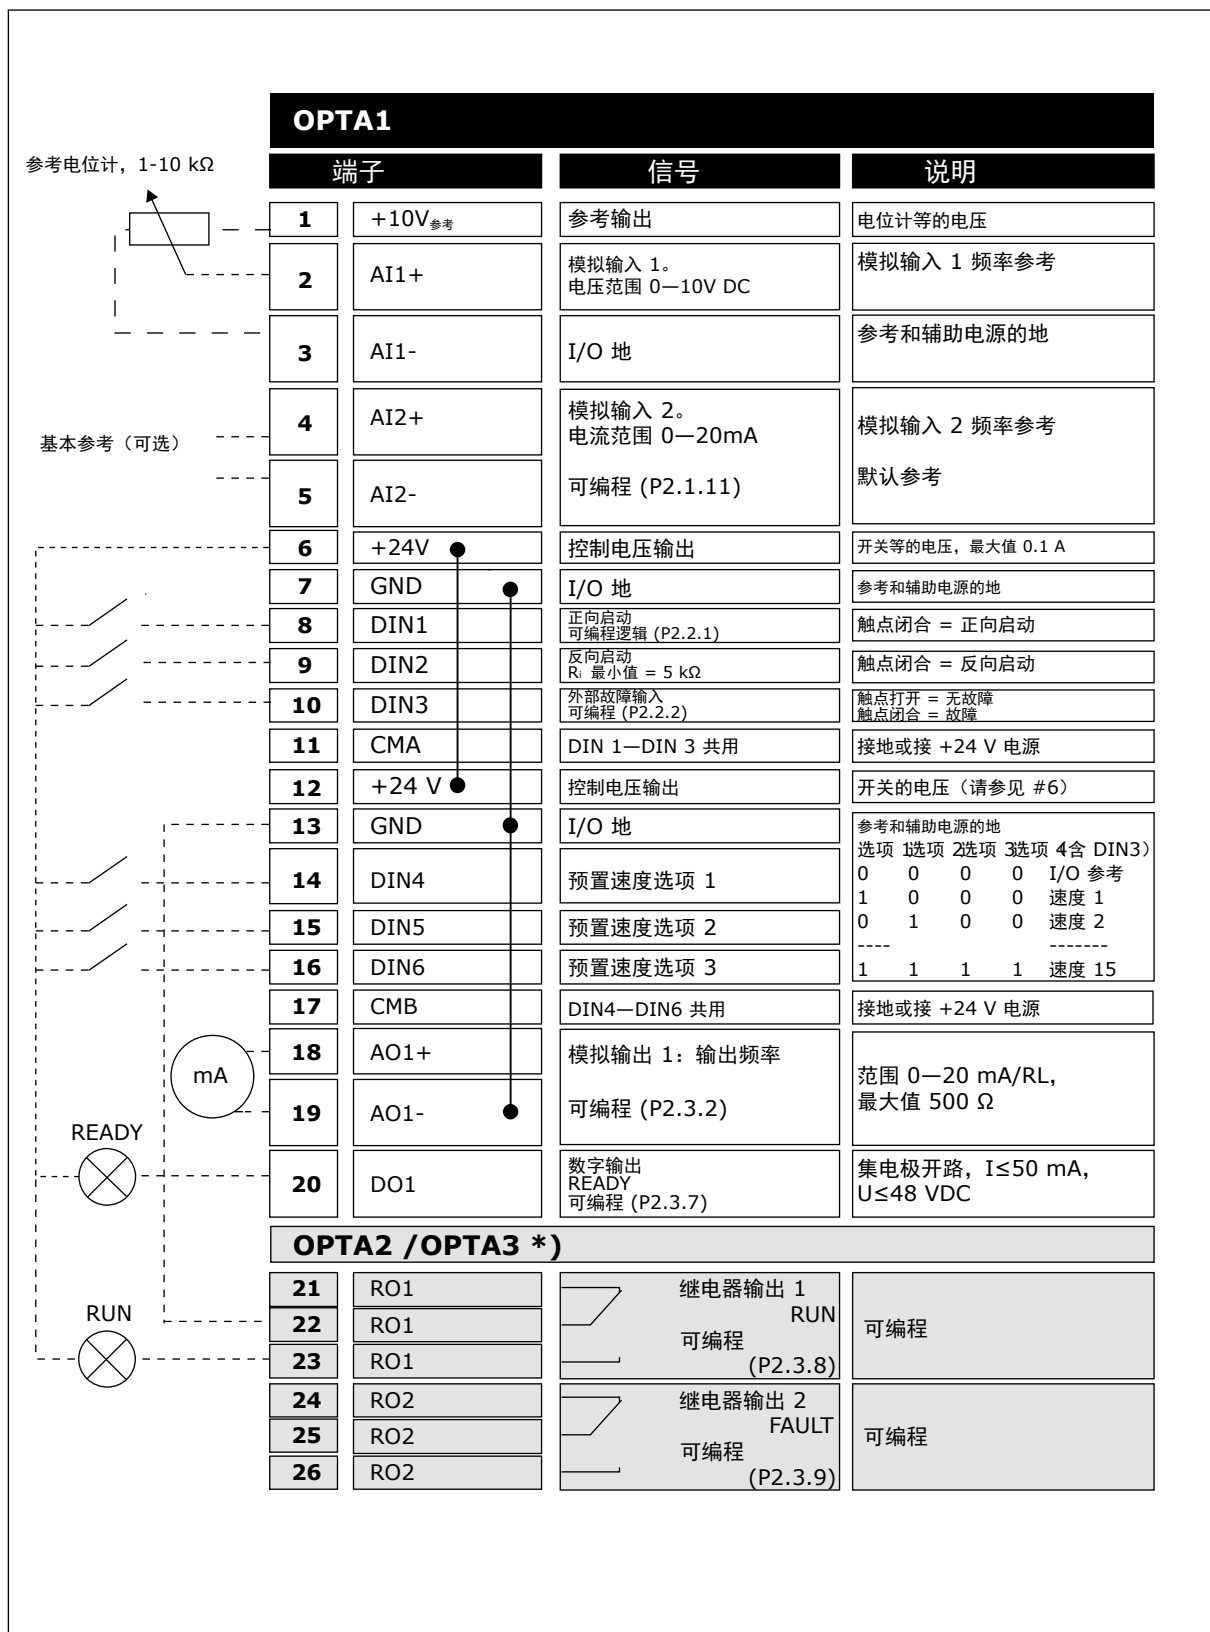 OPTA1
参考电位计，1-10 kΩ
端子 信号 说明
1 +10V参考 参考输出 电位计等的电压
2 AI1+ 模拟输入 1。 模拟输入 1 频率参考
电压范围 0—10V DC
3 AI1- I/O 地 参考和辅助电源的地
4 AI2+ 模拟输入 2。 模拟输入 2 频率参考
电流范围 0—20mA
基本参考（可选）
5 AI2- 可编程 (P2.1.11) 默认参考
6 +24V 控制电压输出 开关等的电压，最大值 0.1 A
7 GND I/O 地 参考和辅助电源的地
8 DIN1 正向启动 触点闭合 = 正向启动
可编程逻辑 (P2.2.1)
9 DIN2 反向启动 触点闭合 = 反向启动
Ri 最小值 = 5 kΩ
10 DIN3 外部故障输入 触点打开 = 无故障
可编程 (P2.2.2) 触点闭合 = 故障
11 CMA DIN 1—DIN 3 共用 接地或接 +24 V 电源
12 +24 V 控制电压输出 开关的电压（请参见 #6）
13 GND I/O 地 参考和辅助电源的地
选项 1选项 2选项 3选项 4含 DIN3）
14 DIN4 预置速度选项 1 0 0 0 0 I/O 参考
1 0 0 0 速度 1
15 DIN5 预置速度选项 2 0 1 0 0 速度 2
---- -------
16 DIN6 预置速度选项 3 1 1 1 1 速度 15
17 CMB DIN4—DIN6 共用 接地或接 +24 V 电源
18 AO1+ 模拟输出 1：输出频率 范围 0—20 mA/RL，
mA
19 AO1- 可编程 (P2.3.2) 最大值 500 Ω
READY
20 DO1 数字输出 集电极开路，I≤50 mA，
READY U≤48 VDC
可编程 (P2.3.7)
OPTA2 /OPTA3 *)
21 RO1 继电器输出 1
RUN
22 RO1 RUN 可编程
可编程
23 RO1 (P2.3.8)
24 RO2 继电器输出 2
25 RO2 FAULT 可编程
可编程
26 RO2 (P2.3.9)